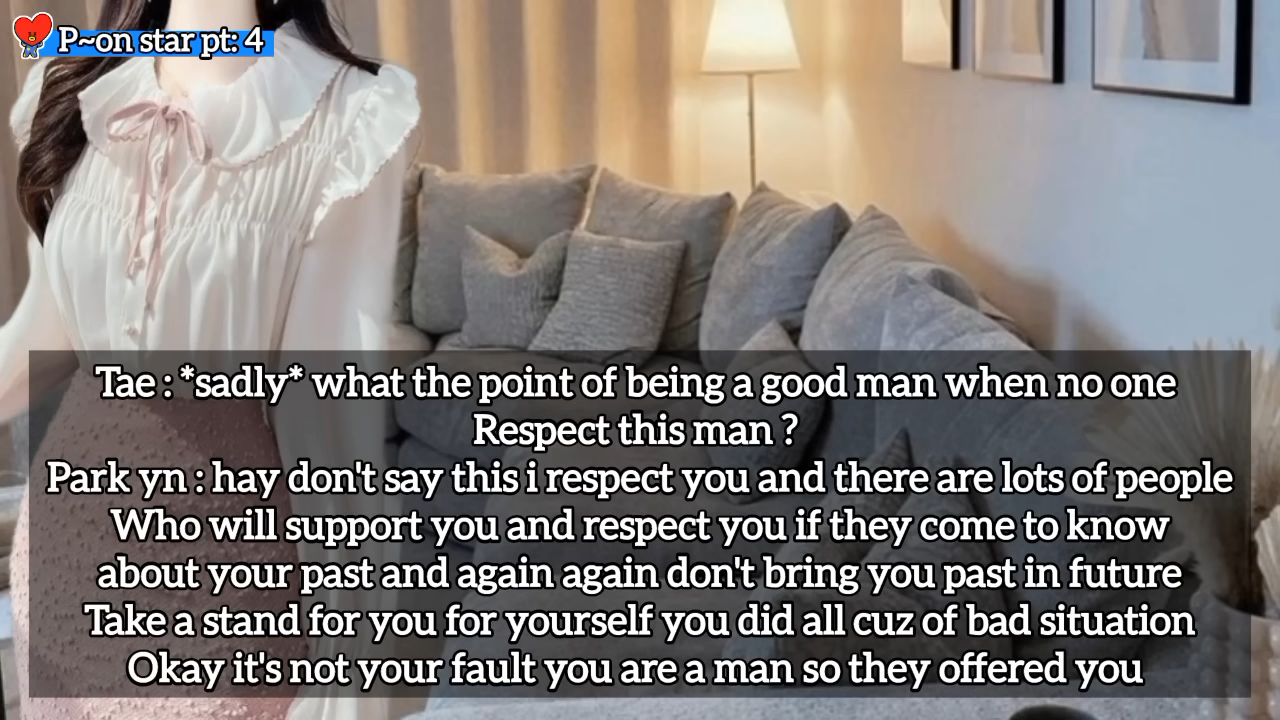 P~on star pt: 4
Tae : *sadly* what the point of being a good man when no one
Respect this man ?
Park yn : hay don't say this i respect you and there are lots of people
Who will support you and respect you if they come to know
about your past and again again don't bring you past in future
Take a stand for you for yourself you did all cuz of bad situation
Okay it's not your fault you are a man so they offered you